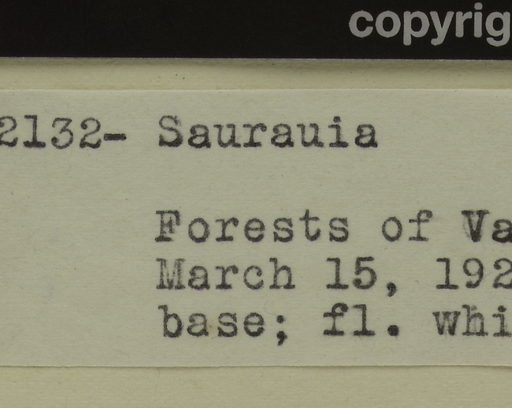 copyrig
2132- Saurauia
Forests of Va
March 15, 192
base; fl. whi